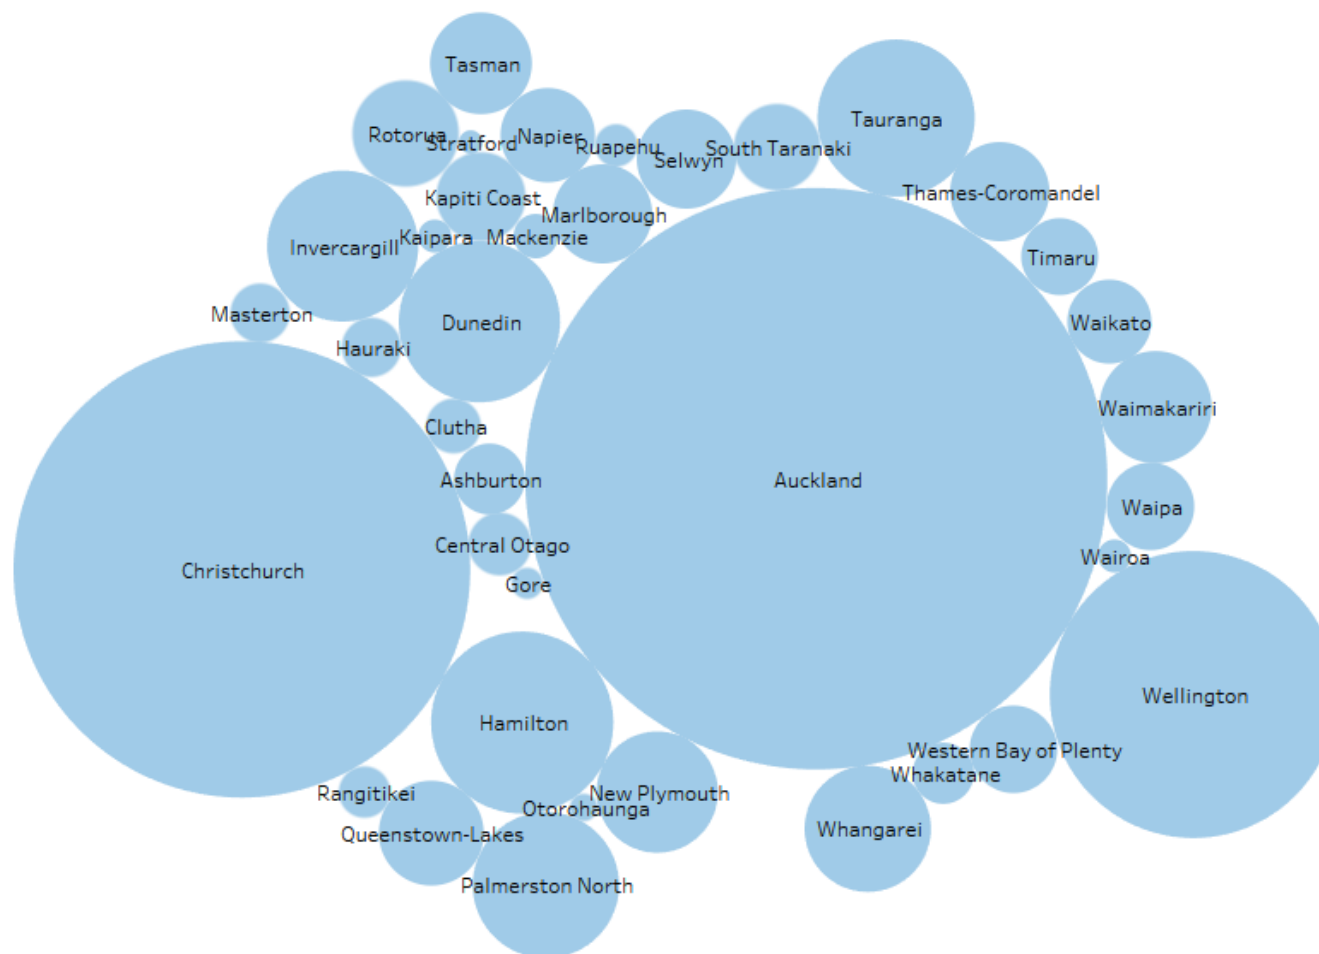 Tasman
Tauranga
Rotorua
Stratford
Napier
Ruapehu
Selwyn
South Taranaki
Thames-Coromandel
Kapiti Coast
Marlborough
Kaipara
Mackenzie
Invercargill
Timaru
Masterton
Dunedin
Waikato
Hauraki
Waimakariri
Clutha
Ashburton
Auckland
Waipa
Central Otago
Wairoa
Christchurch
Gore
Wellington
Hamilton
Western Bay of Plenty
Whakatane
Rangitikei
New Plymouth
Otorohaunga
Queenstown-Lakes
Whangarei
Palmerston North